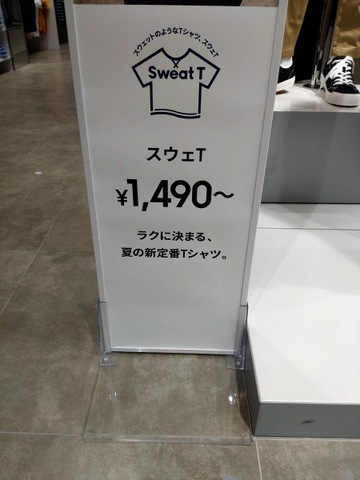 スウェットのようなTシャツ、スウェT
Sweat T
スウェT
¥1,490～
ラクに決まる、
夏の新定番Tシャツ。